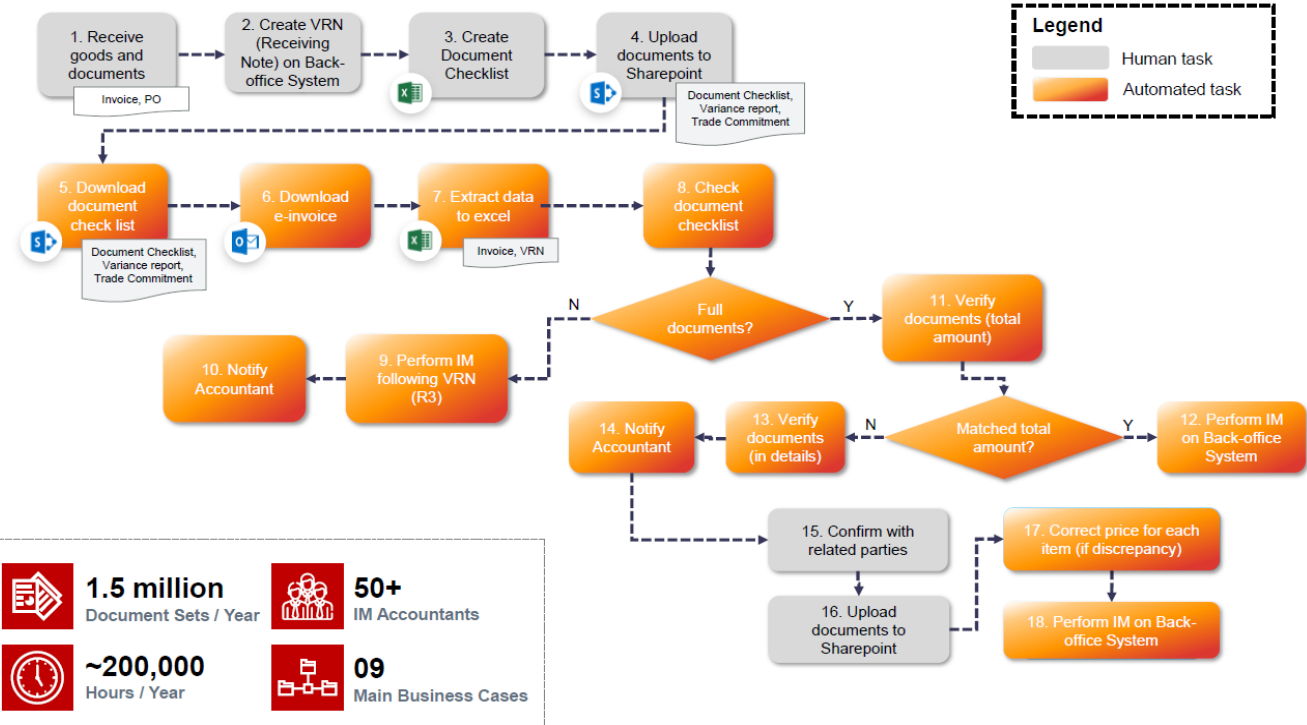 1. Receive
goods and
documents
Invoice, PO
2. Create VRN
(Receiving
Note) on Back-
office System
3. Create
Document
Checklist
4. Upload
documents to
Sharepoint
Document Checklist,
Variance report,
Trade Commitment
Legend
Human task
Automated task
5. Download
document
check list
Document Checklist,
Variance report,
Trade Commitment
6. Download
e-invoice
7. Extract data
to excel
Invoice, VRN
8. Check
document
checklist
Full
documents?
N
Y
9. Perform IM
following VRN
(R3)
10. Notify
Accountant
11. Verify
documents (total
amount)
Matched total
amount?
N
Y
12. Perform IM
on Back-office
System
13. Verify
documents
(in details)
14. Notify
Accountant
15. Confirm with
related parties
16. Upload
documents to
Sharepoint
17. Correct price for each
item (if discrepancy)
18. Perform IM on Back-
office System
1.5 million
Document Sets / Year
50+
IM Accountants
~200,000
Hours / Year
09
Main Business Cases